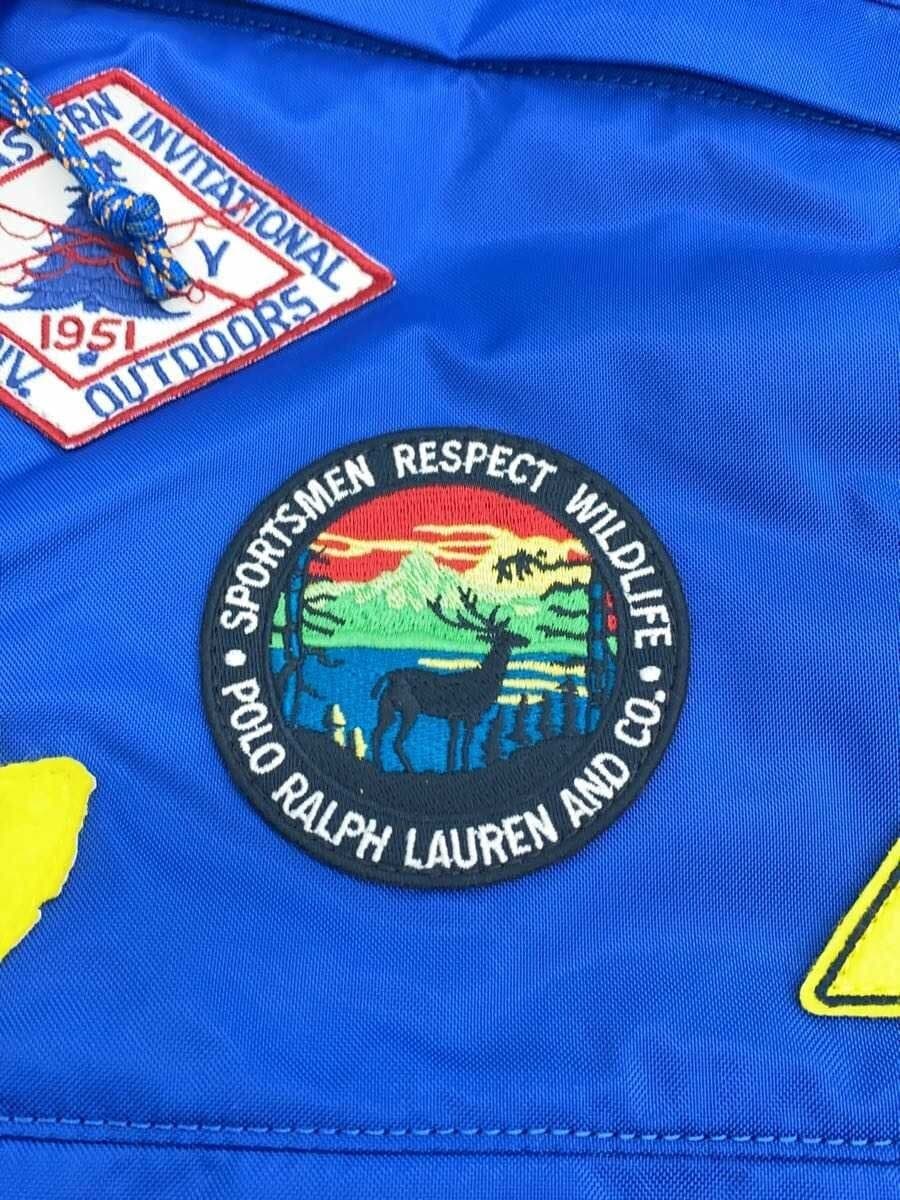 INVITATIONAL
V
1951
OUTDOORS
SPORTSMEN RESPECT WILDLIFE
• POLO RALPH LAUREN AND CO. •